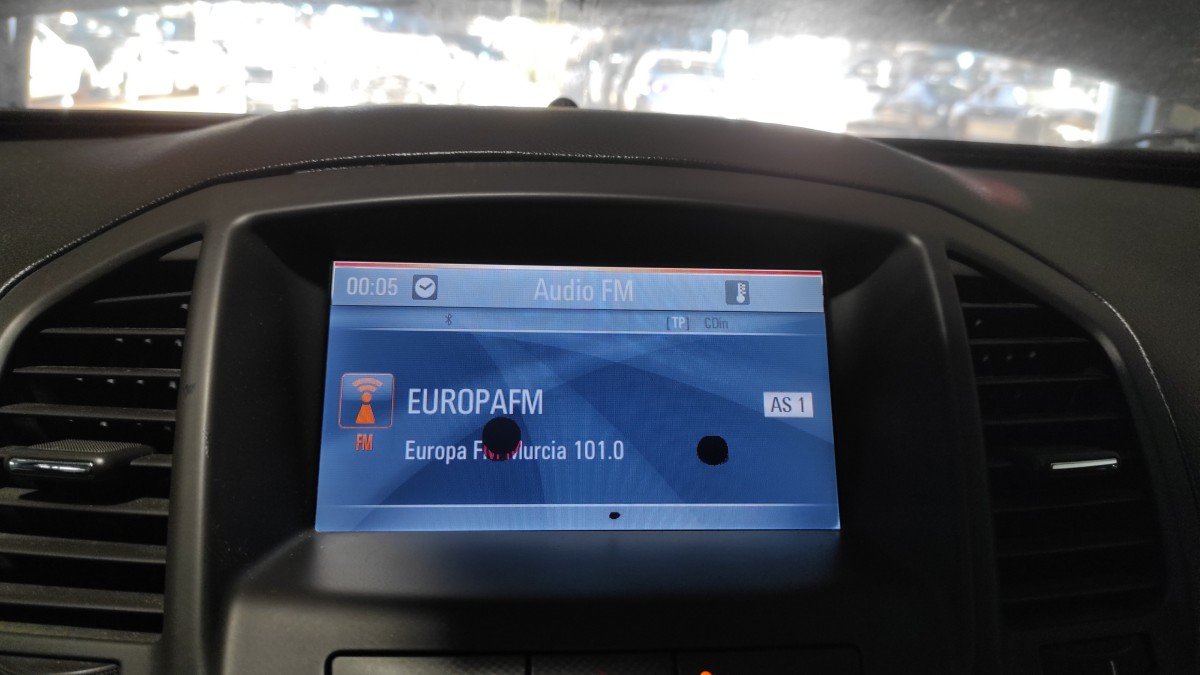 00:05 Audio FM
[TP] CDin
EUROPAFM AS 1
FM
Europa FM Murcia 101.0